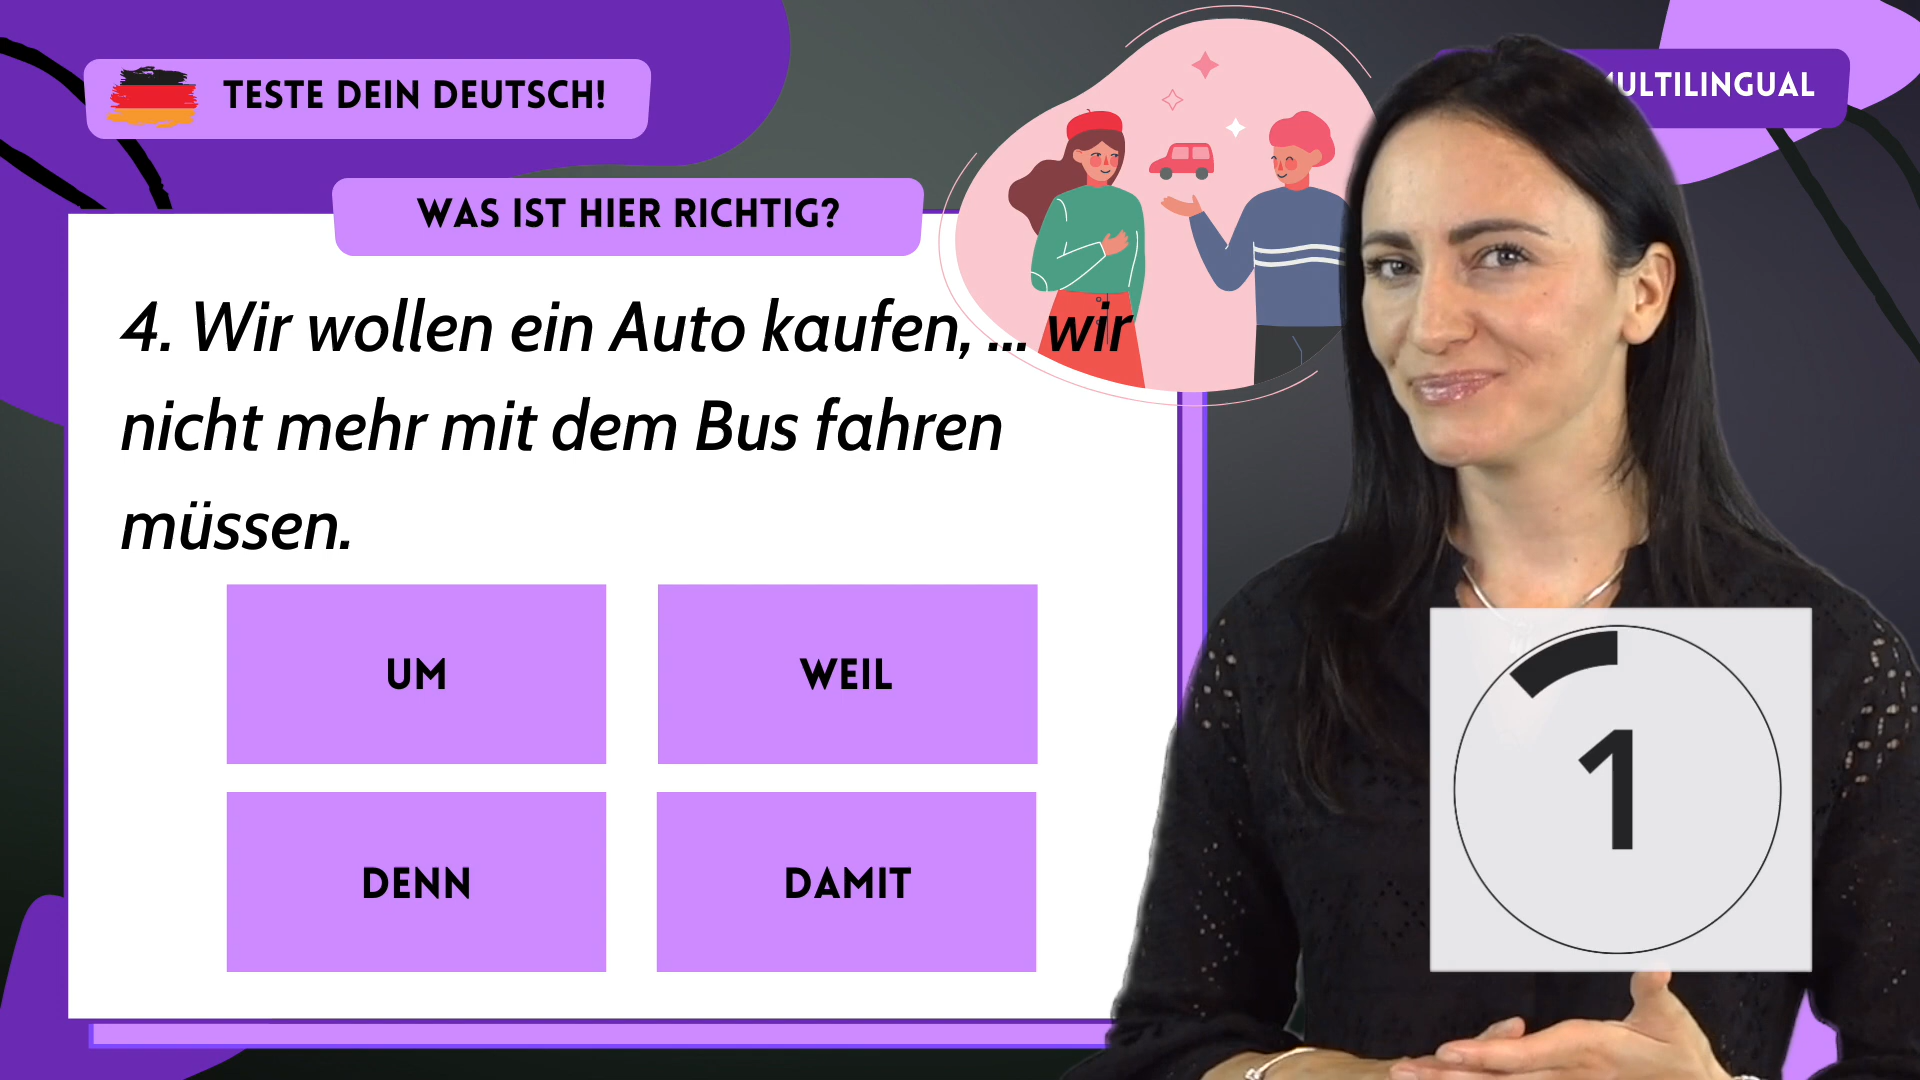 TESTE DEIN DEUTSCH!
WAS IST HIER RICHTIG?
4. Wir wollen ein Auto kaufen, ... wir
nicht mehr mit dem Bus fahren
müssen.
UM
WEIL
DENN
DAMIT
1